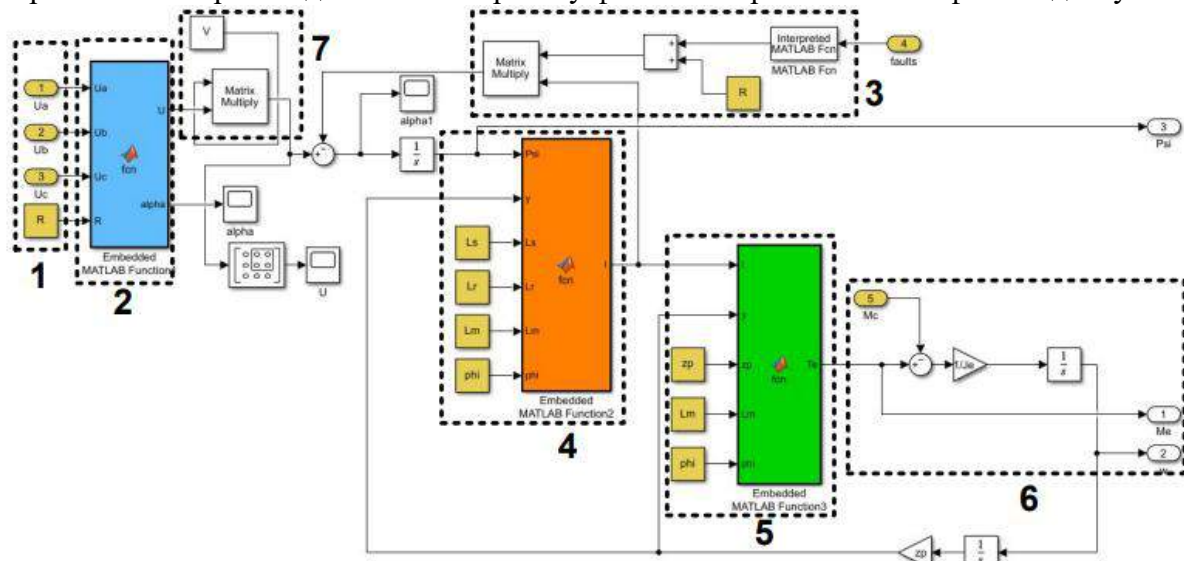 1
Ua
2
Ub
3
Uc
R
1
Ua
Ub
Uc
R
fcn
U
alpha
Embedded
MATLAB Function
2
V
Matrix
Multiply
7
alpha
U
+
−
alpha1
1
s
Matrix
Multiply
+
+
Interpreted
MATLAB Fcn
MATLAB Fcn
R
4
faults
3
3
Psi
Ls
Lr
Lm
phi
Psi
y
Ls
Lr
Lm
phi
fcn
I
Embedded
MATLAB Function2
4
zp
Lm
phi
I
y
zp
Lm
phi
fcn
Te
Embedded
MATLAB Function3
5
5
Mc
+
−
1/Je
1
s
1
Me
2
6
zp
1
s